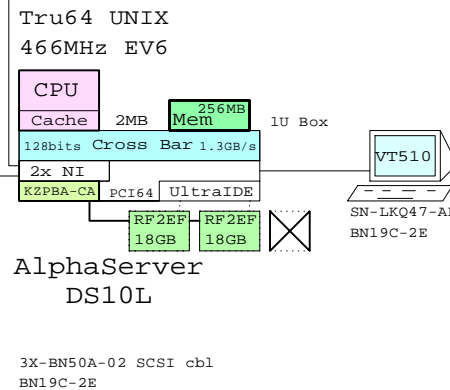 Tru64 UNIX
466MHz EV6
CPU
Cache 2MB Mem 256MB 1U Box
128bits Cross Bar 1.3GB/s
2x NI
KZPBA-CA PCI64 UltraIDE
VT510
RF2EF RF2EF
18GB 18GB
SN-LKQ47-A
BN19C-2E
AlphaServer
DS10L
3X-BN50A-02 SCSI cbl
BN19C-2E